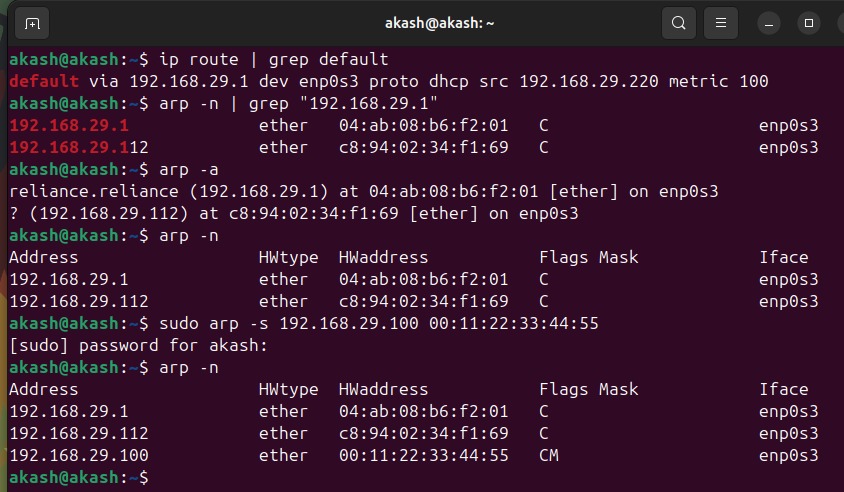 akash@akash: ~
akash@akash:~$ ip route | grep default
default via 192.168.29.1 dev enp0s3 proto dhcp src 192.168.29.220 metric 100
akash@akash:~$ arp -n | grep "192.168.29.1"
192.168.29.1             ether   04:ab:08:b6:f2:01   C                     enp0s3
192.168.29.112           ether   c8:94:02:34:f1:69   C                     enp0s3
akash@akash:~$ arp -a
reliance.reliance (192.168.29.1) at 04:ab:08:b6:f2:01 [ether] on enp0s3
? (192.168.29.112) at c8:94:02:34:f1:69 [ether] on enp0s3
akash@akash:~$ arp -n
Address                  HWtype  HWaddress           Flags Mask            Iface
192.168.29.1             ether   04:ab:08:b6:f2:01   C                     enp0s3
192.168.29.112           ether   c8:94:02:34:f1:69   C                     enp0s3
akash@akash:~$ sudo arp -s 192.168.29.100 00:11:22:33:44:55
[sudo] password for akash:
akash@akash:~$ arp -n
Address                  HWtype  HWaddress           Flags Mask            Iface
192.168.29.1             ether   04:ab:08:b6:f2:01   C                     enp0s3
192.168.29.112           ether   c8:94:02:34:f1:69   C                     enp0s3
192.168.29.100           ether   00:11:22:33:44:55   CM                    enp0s3
akash@akash:~$